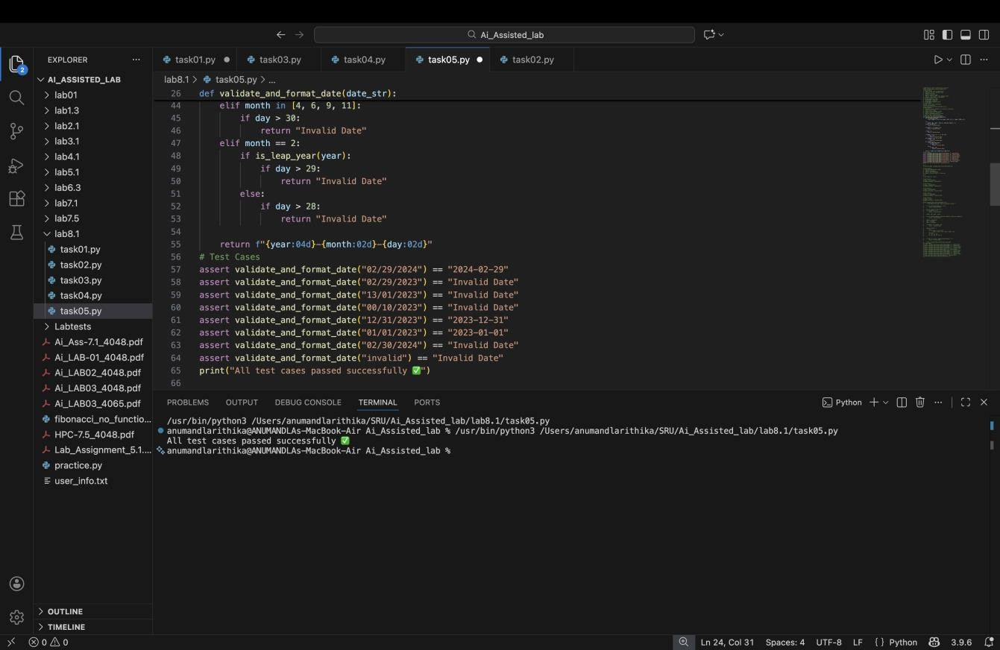 Ai_Assisted_lab
EXPLORER
task01.py
task03.py
task04.py
task05.py
task02.py
2
AI_ASSISTED_LAB
lab01
lab1.3
lab2.1
lab3.1
lab4.1
lab5.1
lab6.3
lab7.1
lab7.5
lab8.1
task01.py
task02.py
task03.py
task04.py
task05.py
Labtests
Ai_Ass-7.1_4048.pdf
Ai_LAB-01_4048.pdf
Ai_LAB02_4048.pdf
Ai_LAB03_4048.pdf
Ai_LAB03_4065.pdf
fibonacci_no_functio...
HPC-7.5_4048.pdf
Lab_Assignment_5.1....
practice.py
user_info.txt
OUTLINE
TIMELINE
lab8.1 > task05.py > ...
26 def validate_and_format_date(date_str):
44 elif month in [4, 6, 9, 11]:
45 if day > 30:
46 return "Invalid Date"
47 elif month == 2:
48 if is_leap_year(year):
49 if day > 29:
50 return "Invalid Date"
51 else:
52 if day > 28:
53 return "Invalid Date"
54
55 return f"{year:04d}-{month:02d}-{day:02d}"
56 # Test Cases
57 assert validate_and_format_date("02/29/2024") == "2024-02-29"
58 assert validate_and_format_date("02/29/2023") == "Invalid Date"
59 assert validate_and_format_date("13/01/2023") == "Invalid Date"
60 assert validate_and_format_date("00/10/2023") == "Invalid Date"
61 assert validate_and_format_date("12/31/2023") == "2023-12-31"
62 assert validate_and_format_date("01/01/2023") == "2023-01-01"
63 assert validate_and_format_date("02/30/2024") == "Invalid Date"
64 assert validate_and_format_date("invalid") == "Invalid Date"
65 print("All test cases passed successfully ✅")
66
PROBLEMS OUTPUT DEBUG CONSOLE TERMINAL PORTS
Python
/usr/bin/python3 /Users/anumandlarithika/SRU/Ai_Assisted_lab/lab8.1/task05.py
anumandlarithika@ANUMANDLAs-MacBook-Air Ai_Assisted_lab % /usr/bin/python3 /Users/anumandlarithika/SRU/Ai_Assisted_lab/lab8.1/task05.py
All test cases passed successfully ✅
anumandlarithika@ANUMANDLAs-MacBook-Air Ai_Assisted_lab %
0 0
Ln 24, Col 31 Spaces: 4 UTF-8 LF {} Python 3.9.6